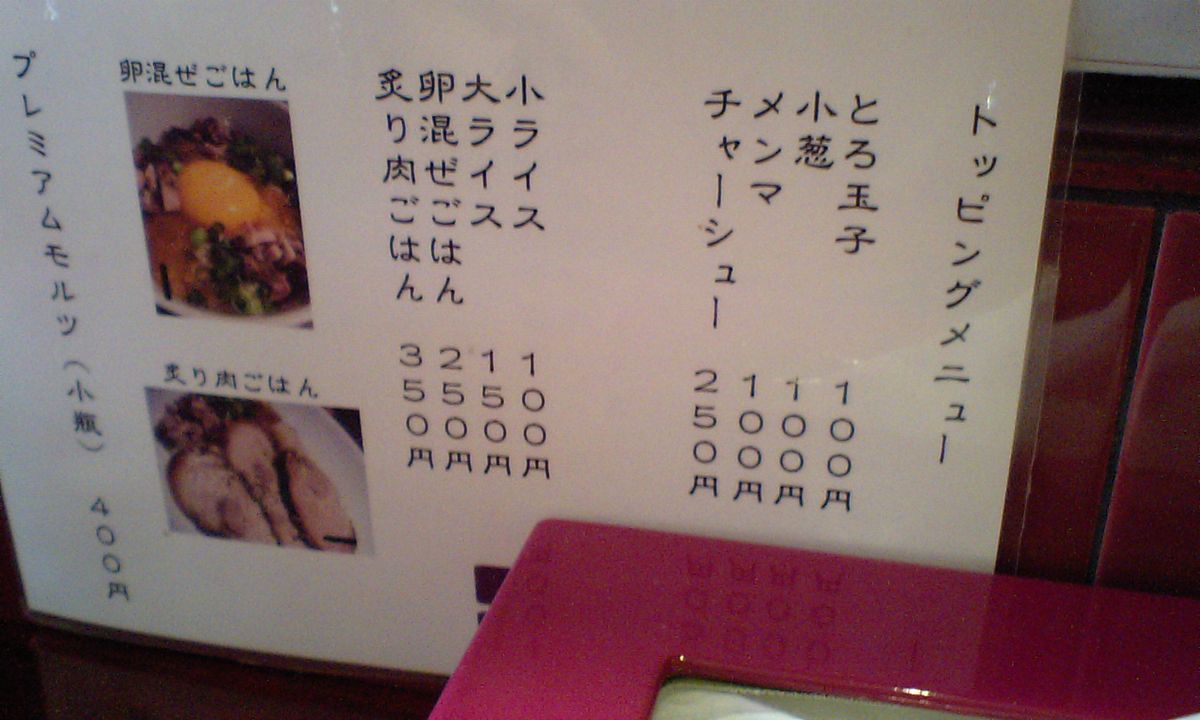 トッピングメニュー
とろ玉子 100円
小葱 100円
メンマ 100円
チャーシュー 250円
小ライス 100円
大ライス 150円
卵混ぜごはん 250円
炙り肉ごはん 350円
卵混ぜごはん
炙り肉ごはん
プレミアムモルツ(小瓶) 400円